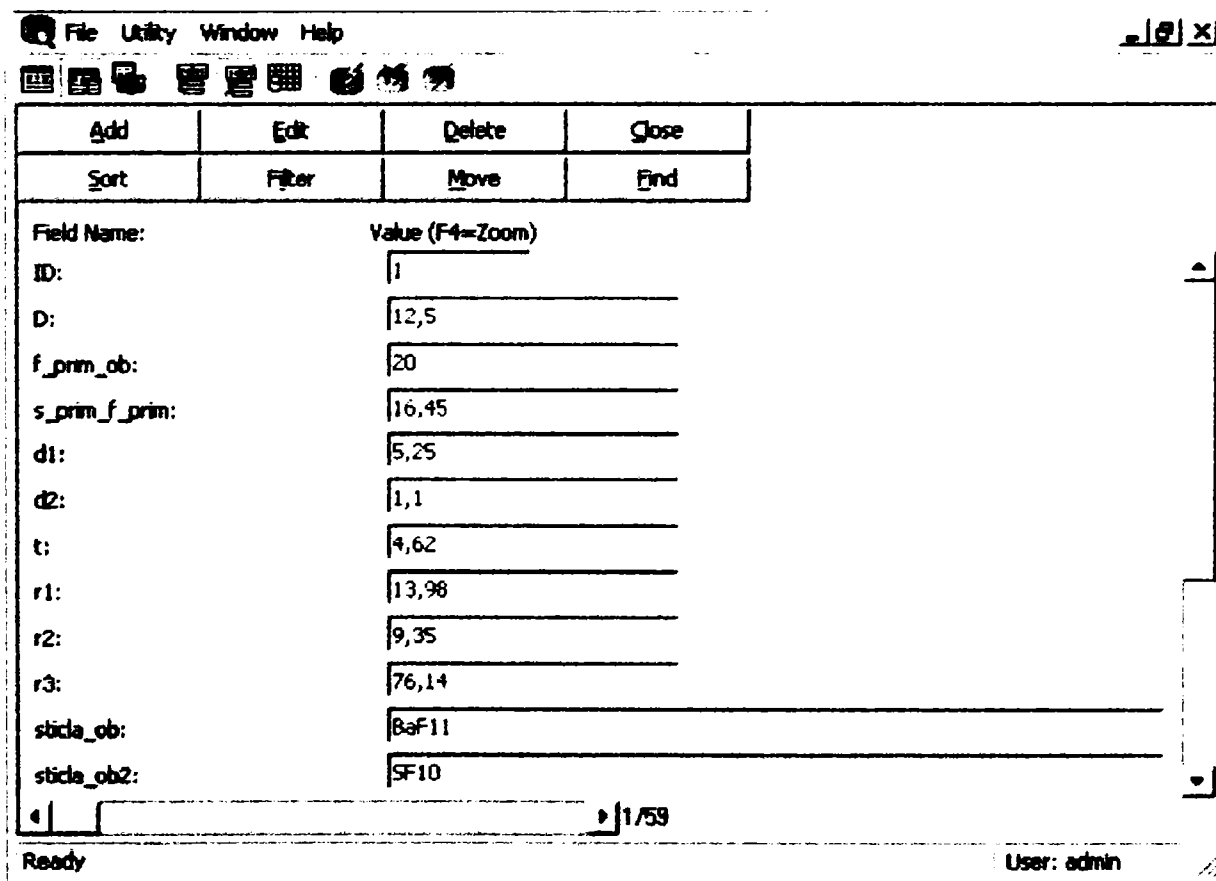 File Utility Window Help
Add Edit Delete Close
Sort Filter Move Find
Field Name: Value (F4=Zoom)
ID: 1
D: 12,5
f_prim_ob: 20
s_prim_f_prim: 16,45
d1: 5,25
d2: 1,1
t: 4,62
r1: 13,98
r2: 9,35
r3: 76,14
sticla_ob: BaF11
sticla_ob2: SF10
1/59
Ready User: admin